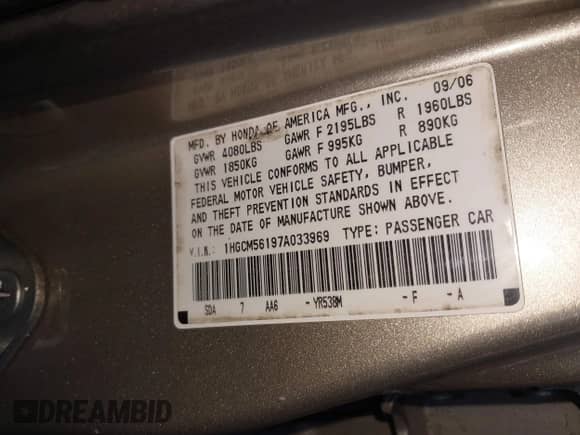 MFD. BY HONDA OF AMERICA MFG., INC. 09/06
GVWR 4080LBS GAWR F 2195LBS R 1960LBS
GVWR 1850KG GAWR F 995KG R 890KG
THIS VEHICLE CONFORMS TO ALL APPLICABLE
FEDERAL MOTOR VEHICLE SAFETY, BUMPER,
AND THEFT PREVENTION STANDARDS IN EFFECT
ON THE DATE OF MANUFACTURE SHOWN ABOVE.
V.I.N.: 1HGCM56197A033969 TYPE: PASSENGER CAR
SDA 7 AA6 - YR538M - F - A
DREAMBID